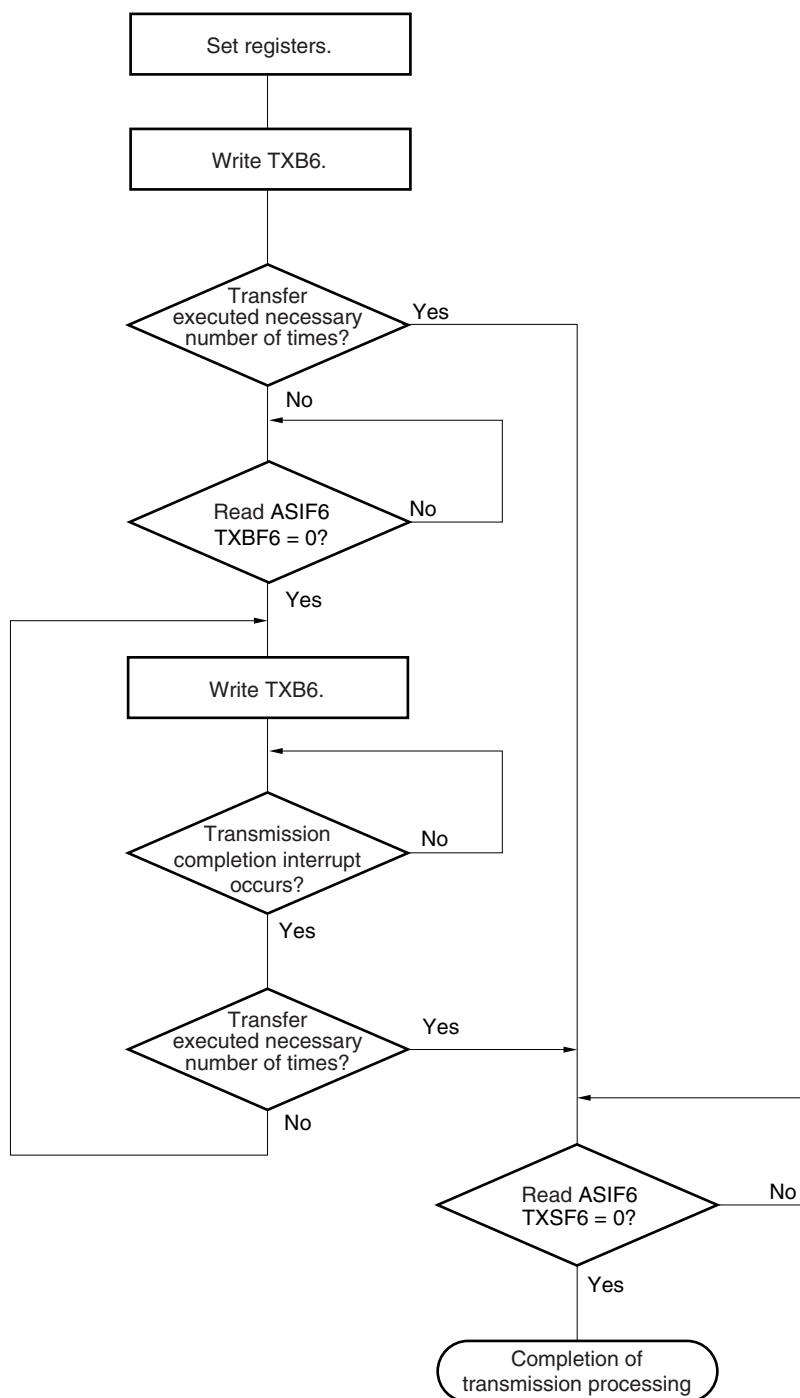 Set registers.
Write TXB6.
Transfer
executed necessary
number of times?
Yes
No
Read ASIF6
TXBF6 = 0?
No
Yes
Write TXB6.
Transmission
completion interrupt
occurs?
No
Yes
Transfer
executed necessary
number of times?
Yes
No
Read ASIF6
TXSF6 = 0?
No
Yes
Completion of
transmission processing